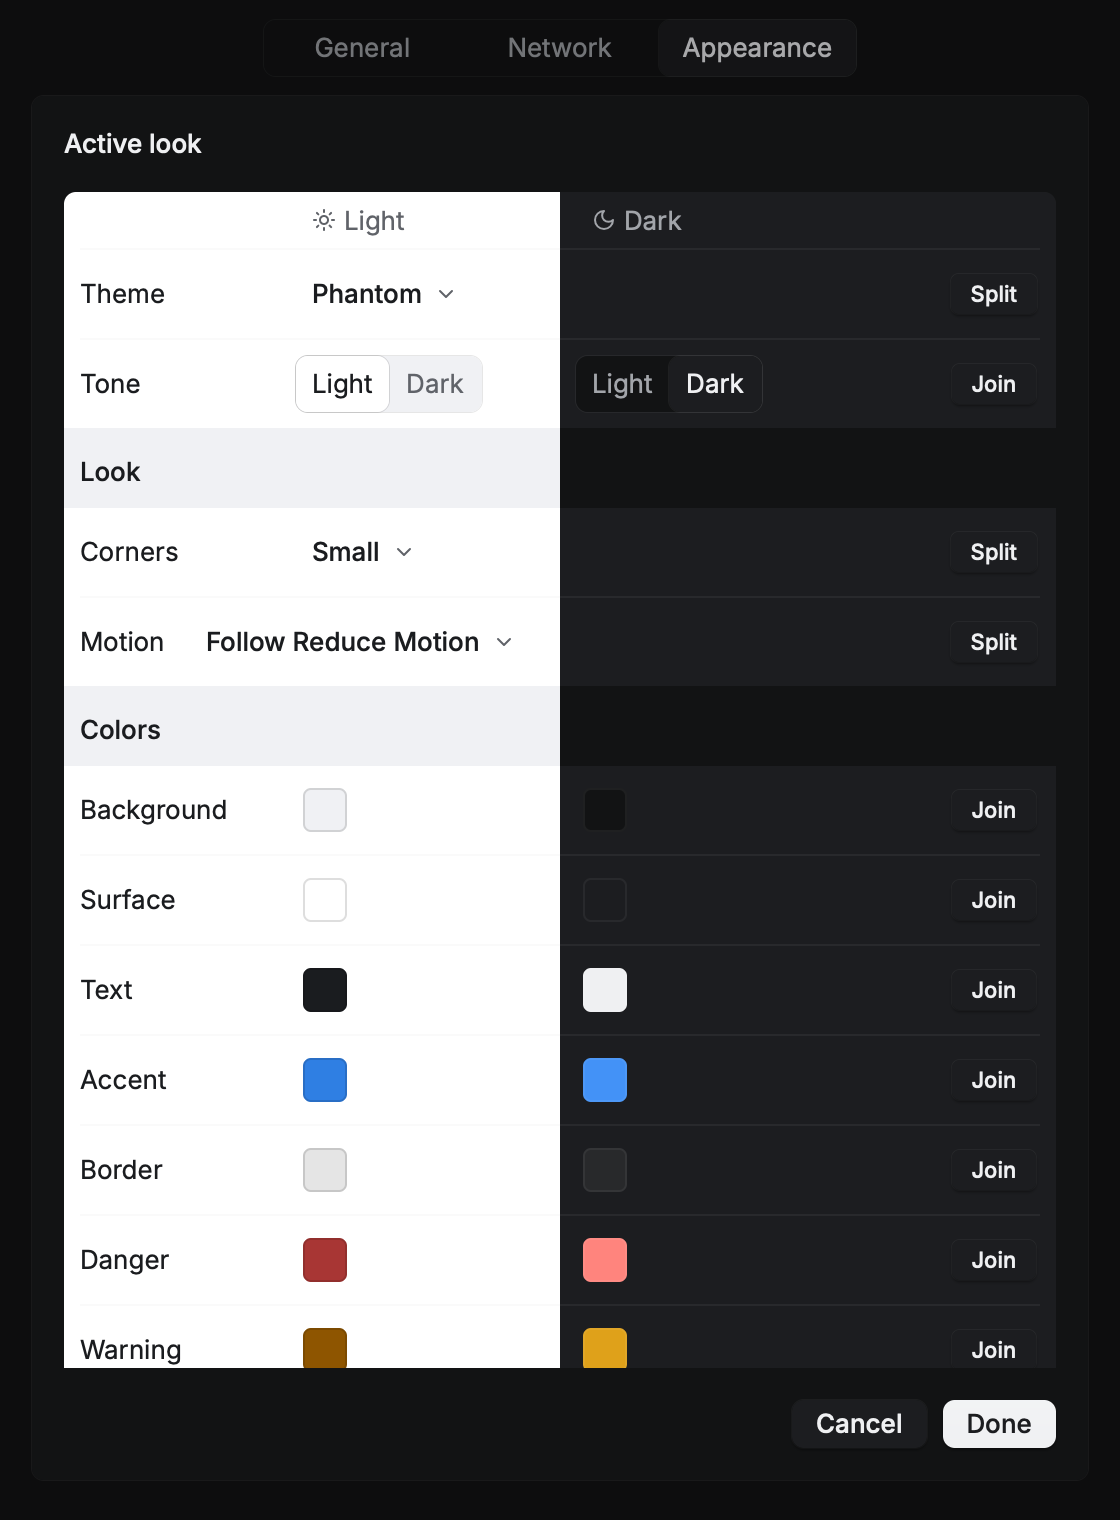 General Network Appearance
Active look
Light Dark
Theme Phantom Split
Tone Light Dark Light Dark Join
Look
Corners Small Split
Motion Follow Reduce Motion Split
Colors
Background Join
Surface Join
Text Join
Accent Join
Border Join
Danger Join
Warning Join
Cancel Done